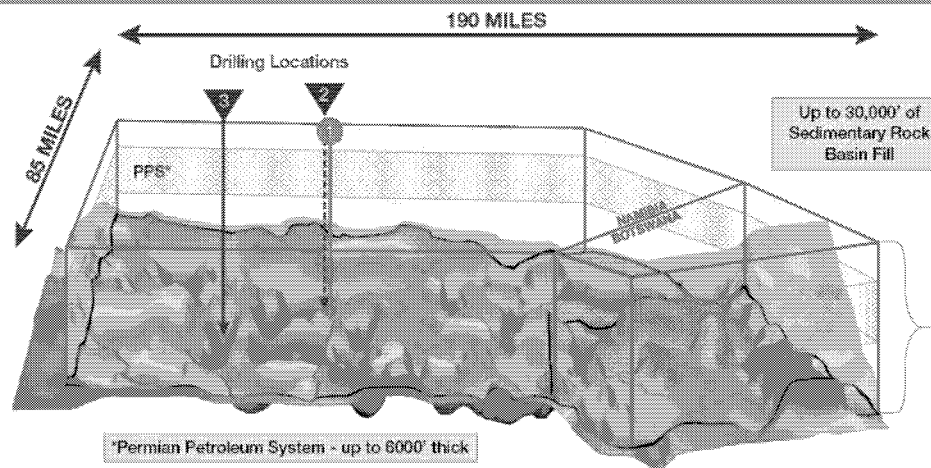 190 MILES
85 MILES
Drilling Locations
3
2
Up to 30,000' of
Sedimentary Rock
Basin Fill
PPS*
NAMIBIA
BOTSWANA
*Permian Petroleum System - up to 6000' thick